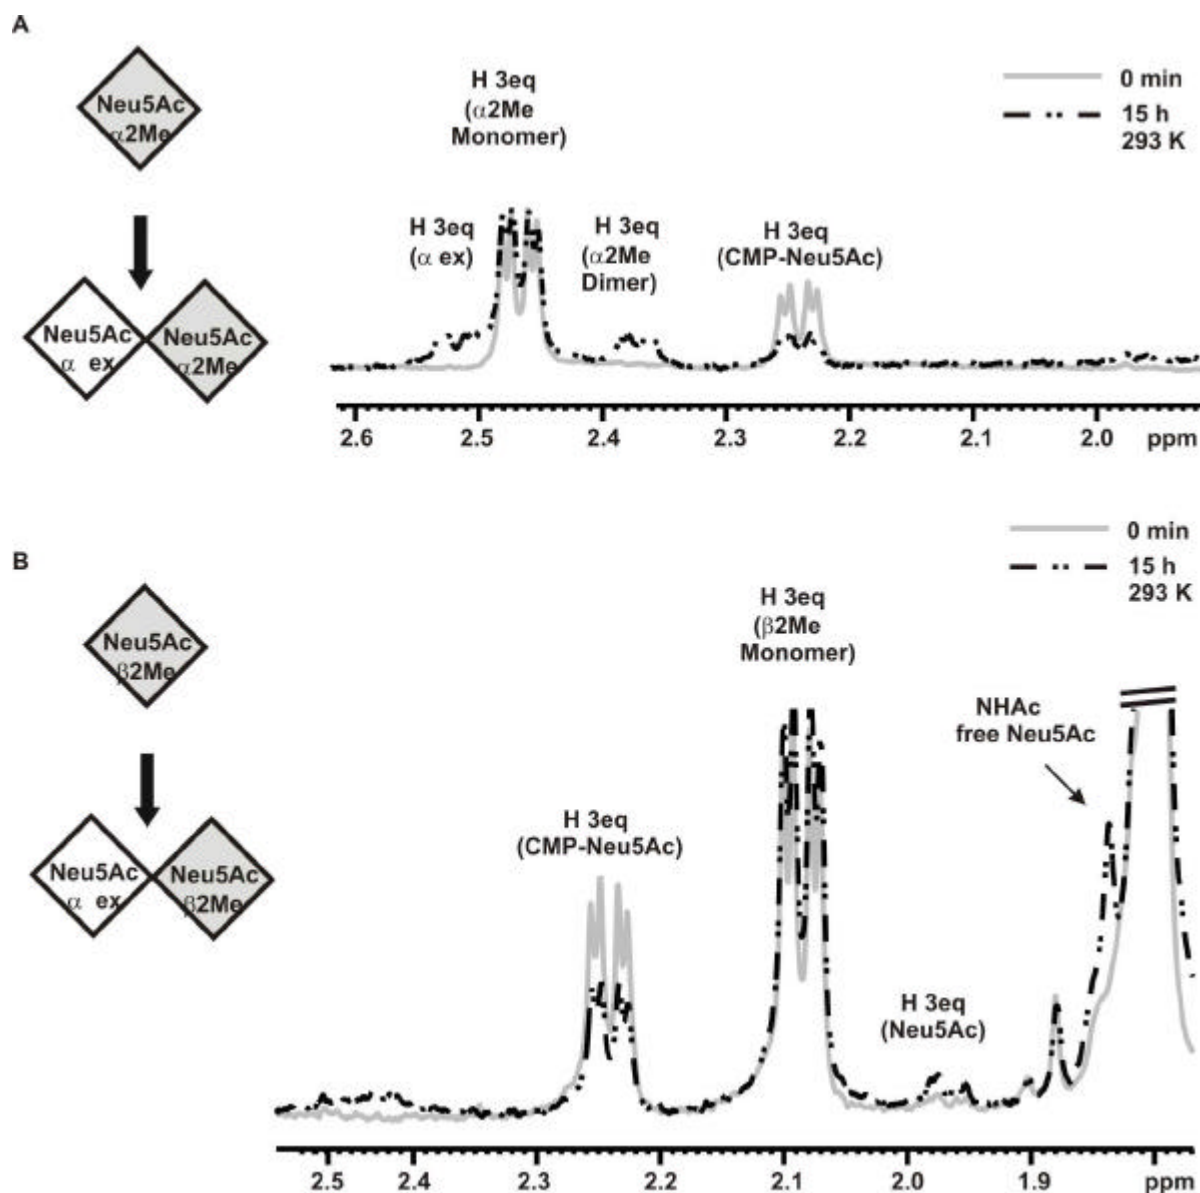 A
Neu5Ac
α2Me
Neu5Ac
α ex
Neu5Ac
α2Me
H 3eq
(α2Me
Monomer)
H 3eq
(α ex)
H 3eq
(α2Me
Dimer)
H 3eq
(CMP-Neu5Ac)
0 min
15 h
293 K
2.6 2.5 2.4 2.3 2.2 2.1 2.0 ppm
B
Neu5Ac
β2Me
Neu5Ac
α ex
Neu5Ac
β2Me
H 3eq
(CMP-Neu5Ac)
H 3eq
(β2Me
Monomer)
H 3eq
(Neu5Ac)
NHAc
free Neu5Ac
0 min
15 h
293 K
2.5 2.4 2.3 2.2 2.1 2.0 1.9 ppm